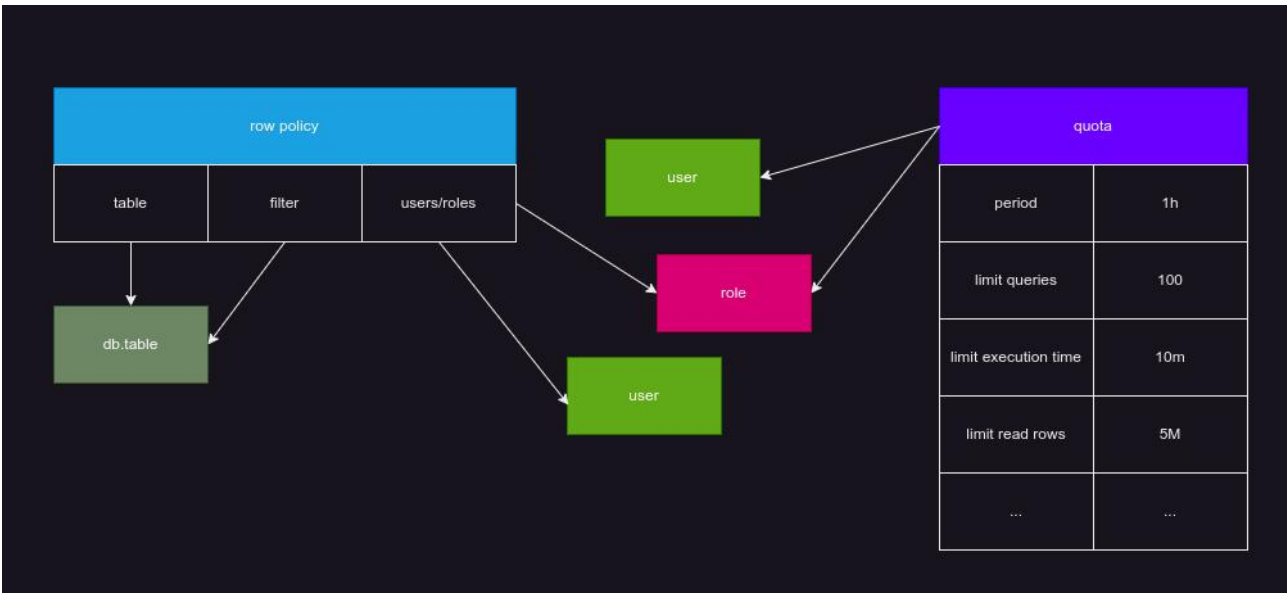 row policy
table
filter
users/roles
db.table
user
role
user
quota
period
1h
limit queries
100
limit execution time
10m
limit read rows
5M
...
...